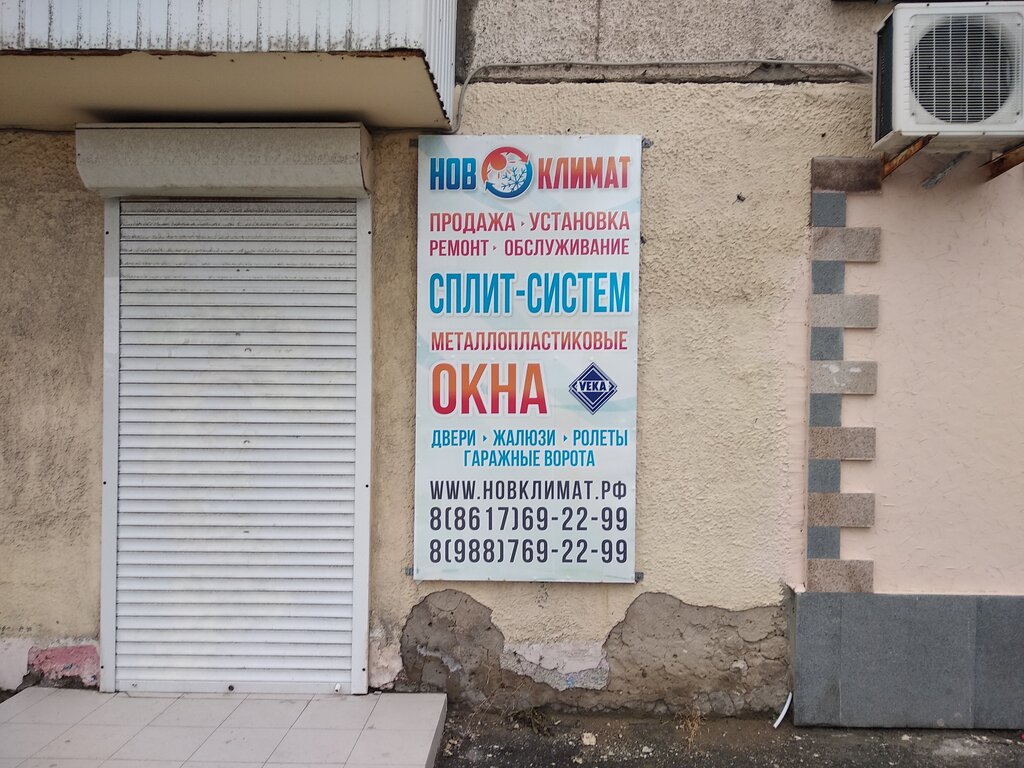 НОВ КЛИМАТ
ПРОДАЖА УСТАНОВКА
РЕМОНТ ОБСЛУЖИВАНИЕ
СПЛИТ-СИСТЕМ
МЕТАЛЛОПЛАСТИКОВЫЕ
ОКНА
VEKA
ДВЕРИ ЖАЛЮЗИ РОЛЕТЫ
ГАРАЖНЫЕ ВОРОТА
WWW.НОВКЛИМАТ.РФ
8(8617)69-22-99
8(988)769-22-99